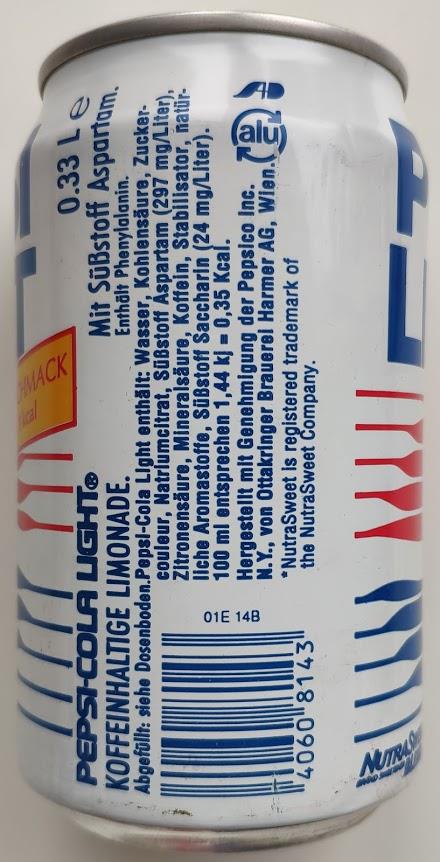 PEPSI-COLA LIGHT®
0.33 L e
KOFFEINHALTIGE LIMONADE.
Mit Süßstoff Aspartam.
Enthält Phenylalanin.
Abgefüllt: siehe Dosenboden.
Pepsi-Cola Light enthält: Wasser, Kohlensäure, Zucker-
couleur, Natriumcitrat, Süßstoff Aspartam (297 mg/Liter),
Zitronensäure, Mineralsäure, Koffein, Stabilisator, natür-
liche Aromastoffe, Süßstoff Saccharin (24 mg/Liter).
100 ml entsprechen 1,44 kj = 0,35 Kcal.
Hergestellt mit Genehmigung der Pepsico Inc.
N.Y., von Ottakringer Brauerei Harmer AG, Wien.
*NutraSweet is registered trademark of
the NutraSweet Company.
alu
01E 14B
4060 8143
CHMACK
kcal